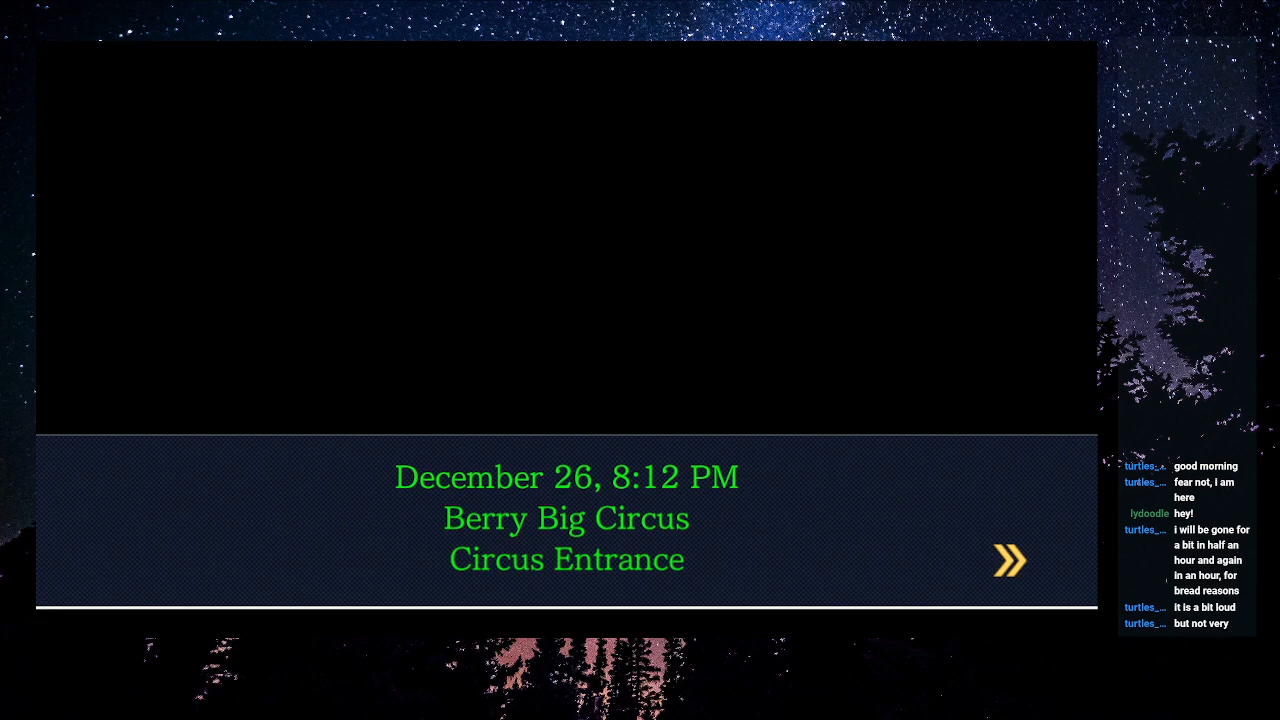 December 26, 8:12 PM
Berry Big Circus
Circus Entrance
turtles_... good morning
turtles_... fear not, i am
here
lydoodle hey!
turtles_... i will be gone for
a bit in half an
hour and again
in an hour, for
bread reasons
turtles_... it is a bit loud
turtles_... but not very